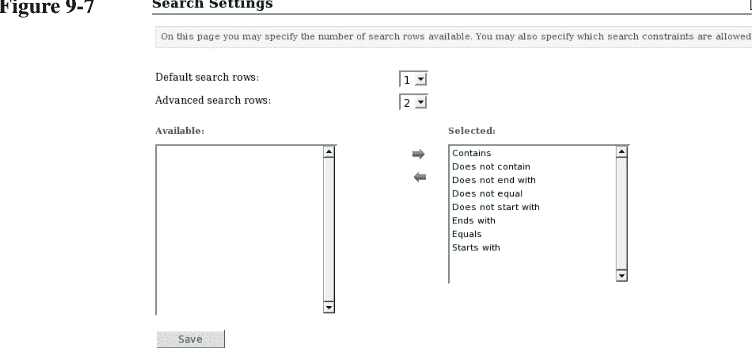 Figure 9-7
Search Settings
On this page you may specify the number of search rows available. You may also specify which search constraints are allowed
Default search rows:
1
Advanced search rows:
2
Available:
Selected:
Contains
Does not contain
Does not end with
Does not equal
Does not start with
Ends with
Equals
Starts with
Save